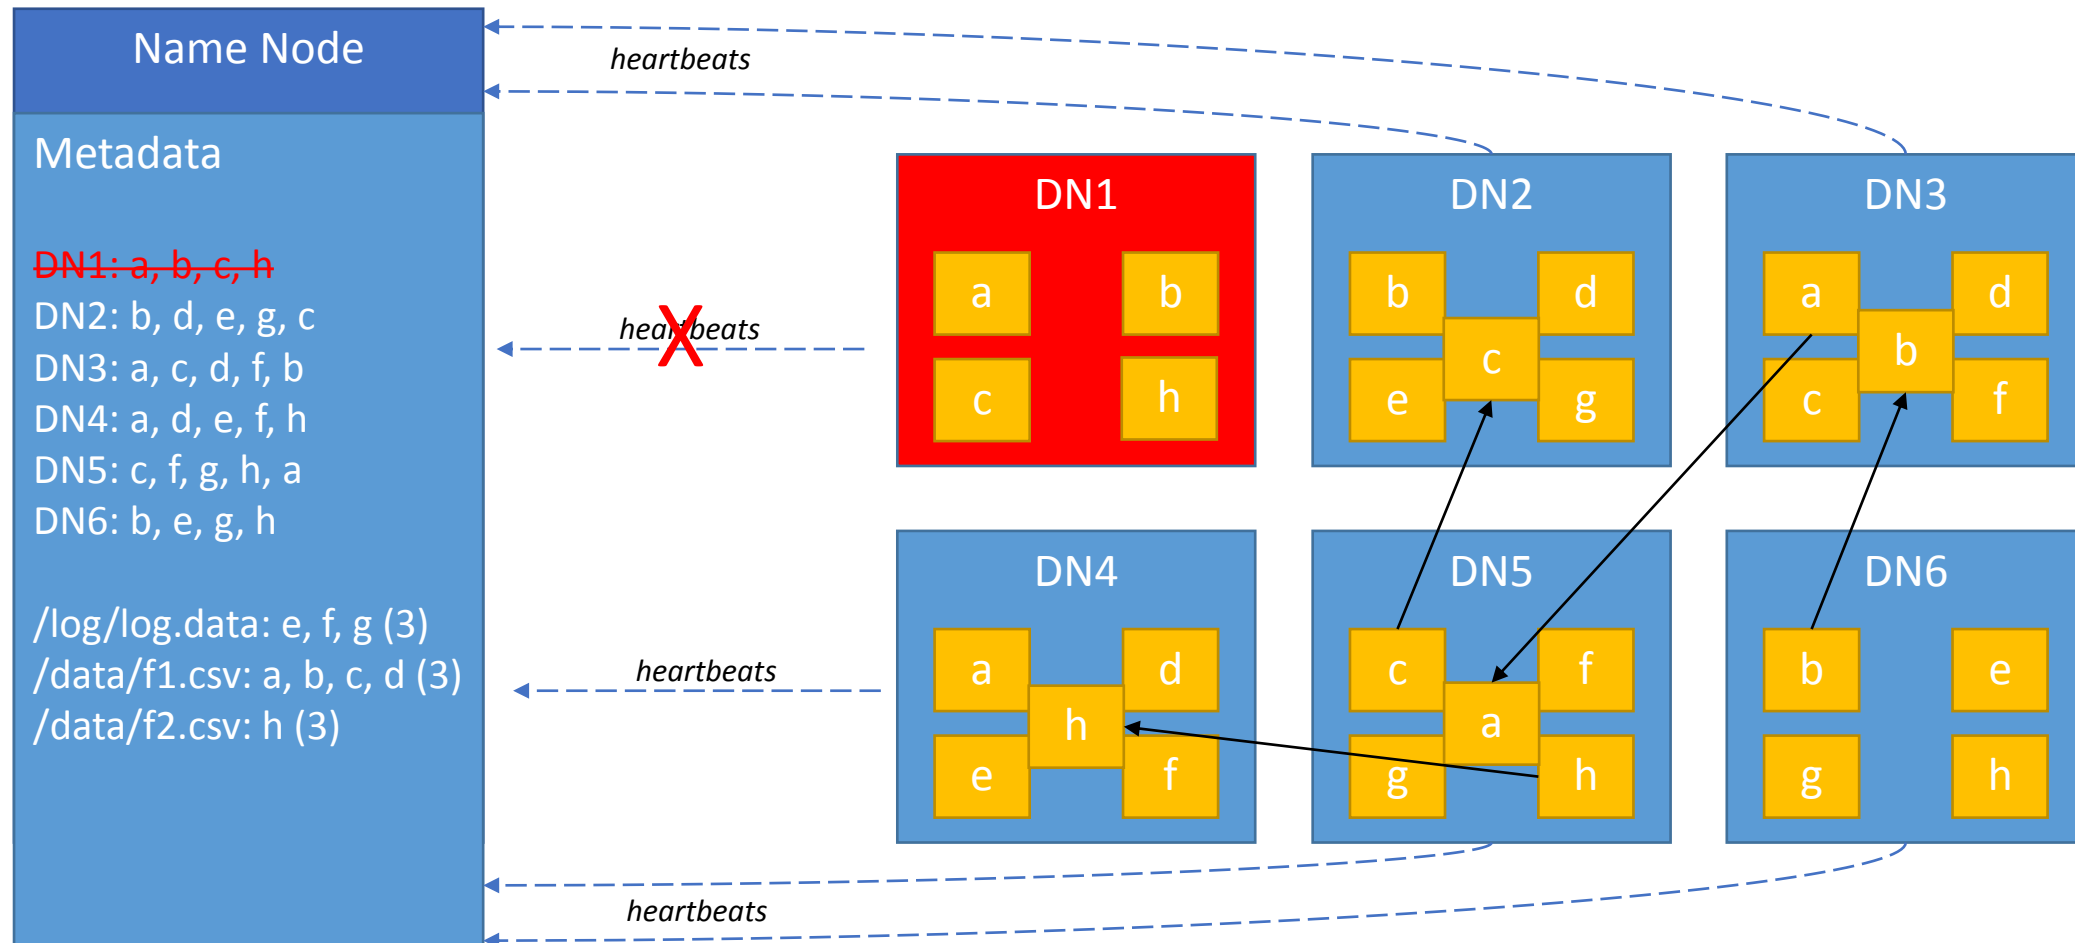 Name Node
Metadata
DN1: a, b, c, h
DN2: b, d, e, g, c
DN3: a, c, d, f, b
DN4: a, d, e, f, h
DN5: c, f, g, h, a
DN6: b, e, g, h
/log/log.data: e, f, g (3)
/data/f1.csv: a, b, c, d (3)
/data/f2.csv: h (3)
heartbeats
heartbeats
X
heartbeats
heartbeats
DN1
a
b
c
h
DN2
b
d
c
e
g
DN3
a
d
b
c
f
DN4
a
d
h
e
f
DN5
c
f
a
g
h
DN6
b
e
g
h